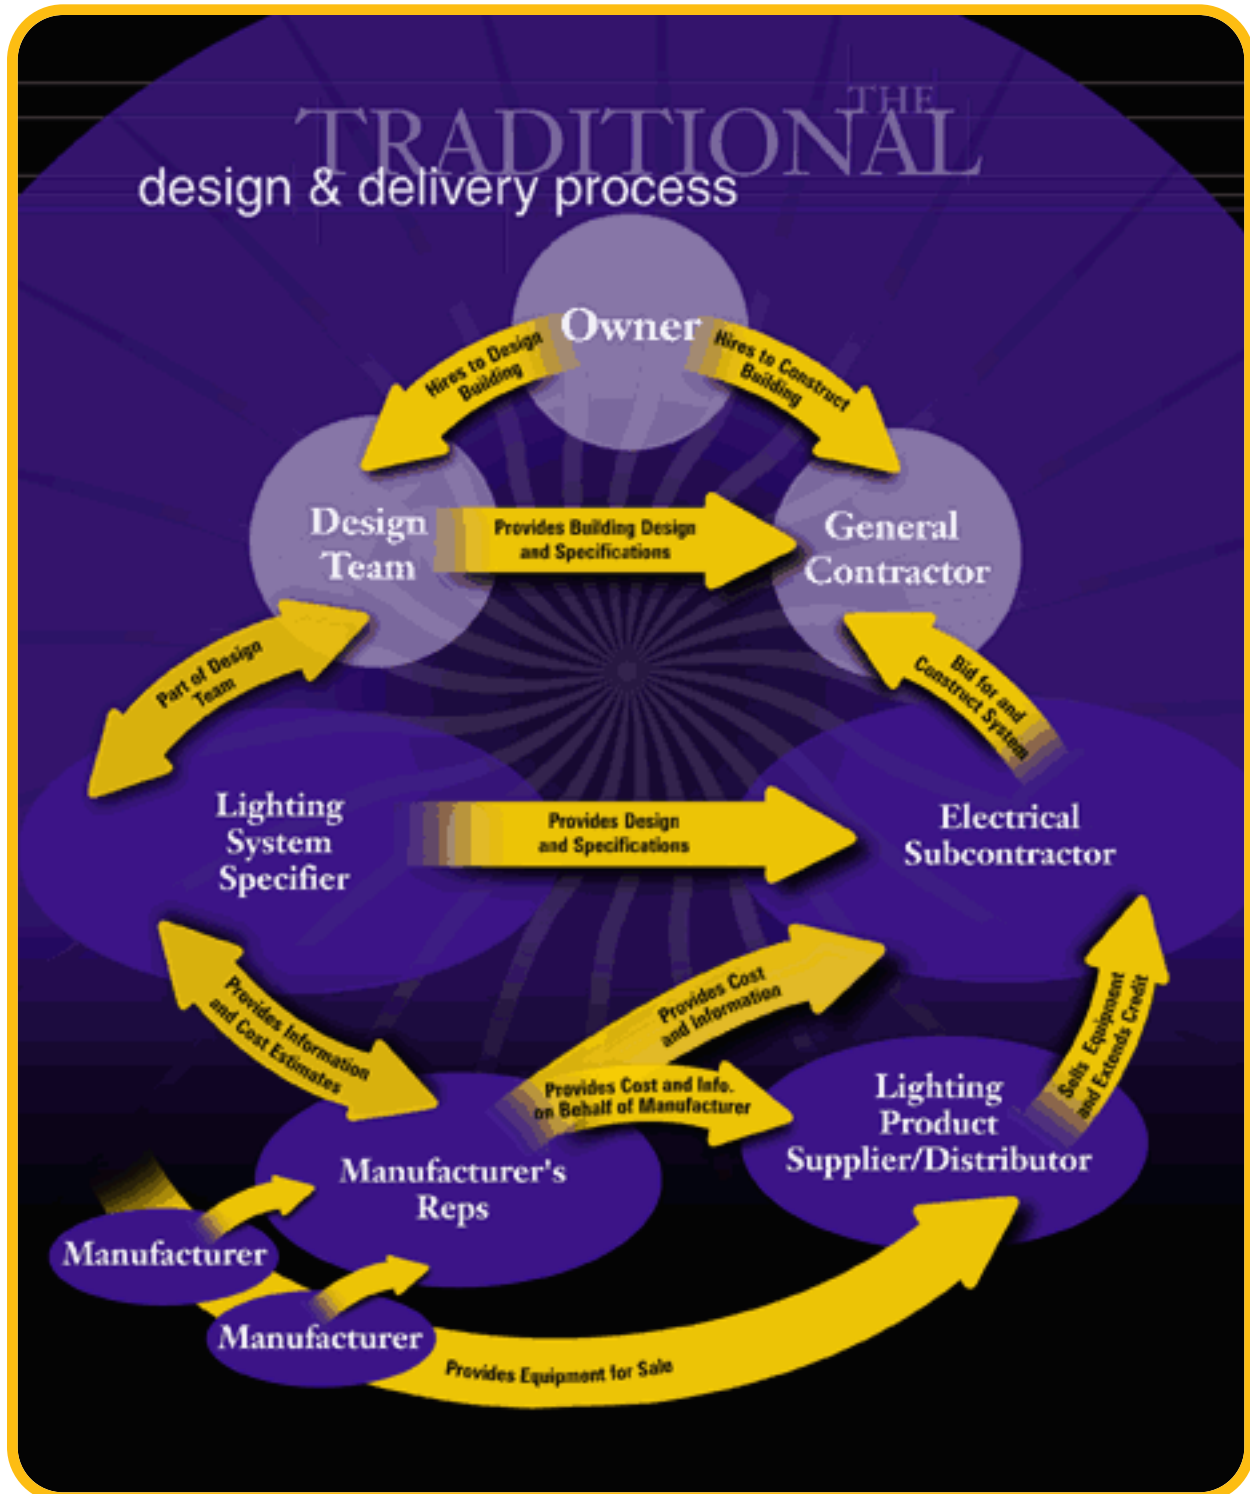 THE
TRADITIONAL
design & delivery process
Owner
Hires to Design
Building
Hires to Construct
Building
Design
Team
Provides Building Design
and Specifications
General
Contractor
Part of Design
Team
Bid for and
Construct System
Lighting
System
Specifier
Provides Design
and Specifications
Electrical
Subcontractor
Provides Information
and Cost Estimates
Provides Cost
and Information
Sells Equipment
and Extends Credit
Provides Cost and Info.
on Behalf of Manufacturer
Lighting
Product
Supplier/Distributor
Manufacturer's
Reps
Manufacturer
Manufacturer
Provides Equipment for Sale